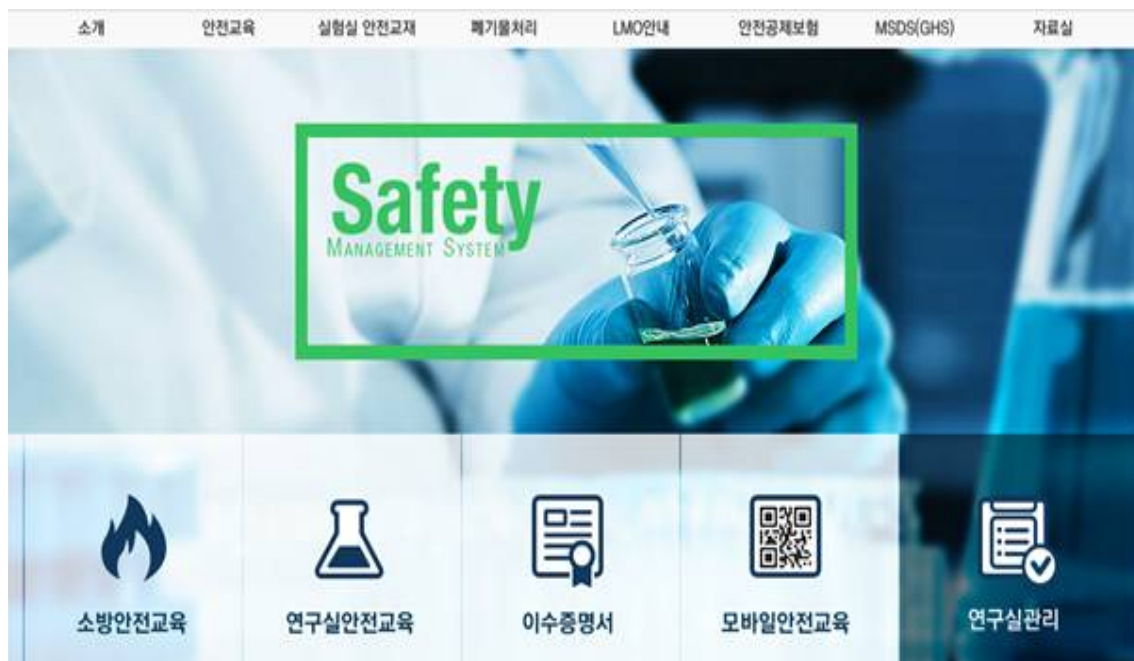 소개
안전교육
실험실 안전교재
폐기물처리
LMO안내
안전공제보험
MSDS(GHS)
자료실
Safety
MANAGEMENT SYSTEM
소방안전교육
연구실안전교육
이수증명서
모바일안전교육
연구실관리